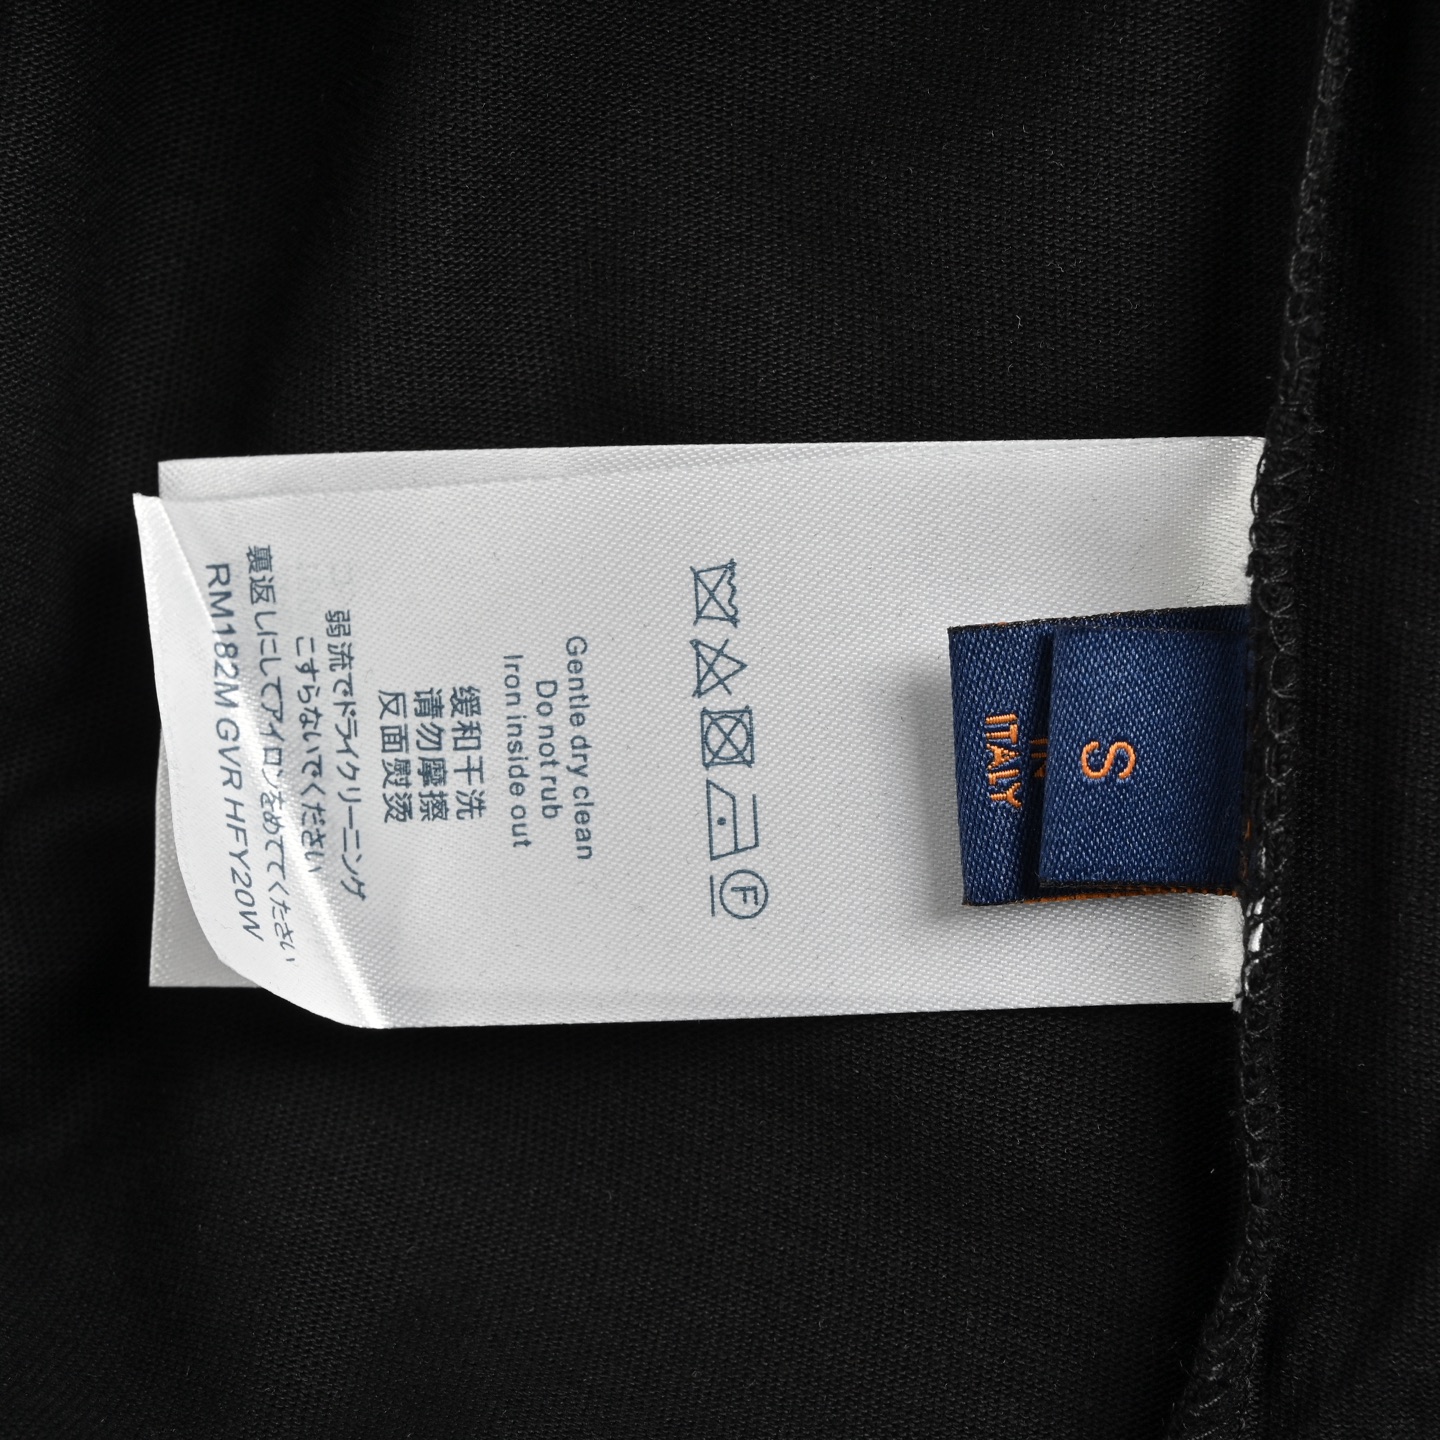 F
Gentle dry clean
Do not rub
Iron inside out
缓和干洗
请勿摩擦
反面熨烫
弱流でドライクリーニング
こすらないでください
裏返しにしてアイロンをあててください
RM182M GVR HFY20W
S
IN
ITALY